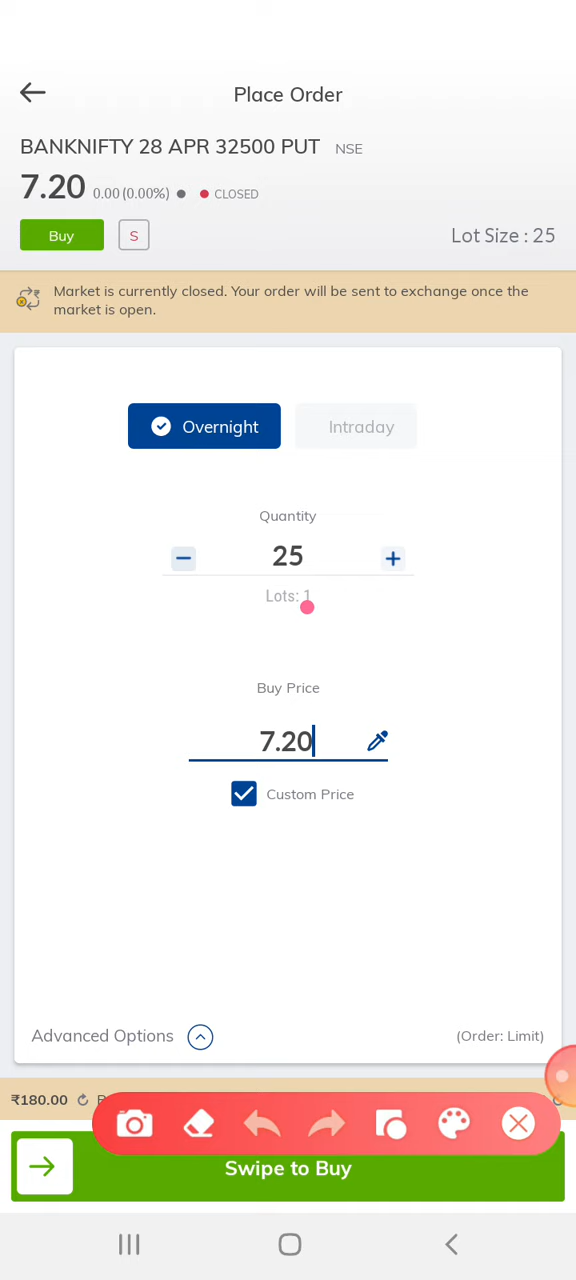 Place Order
BANKNIFTY 28 APR 32500 PUT NSE
7.20 0.00 (0.00%) CLOSED
Buy S Lot Size : 25
Market is currently closed. Your order will be sent to exchange once the
market is open.
Overnight Intraday
Quantity
25
Lots: 1
Buy Price
7.20
Custom Price
Advanced Options (Order: Limit)
₹180.00
Swipe to Buy